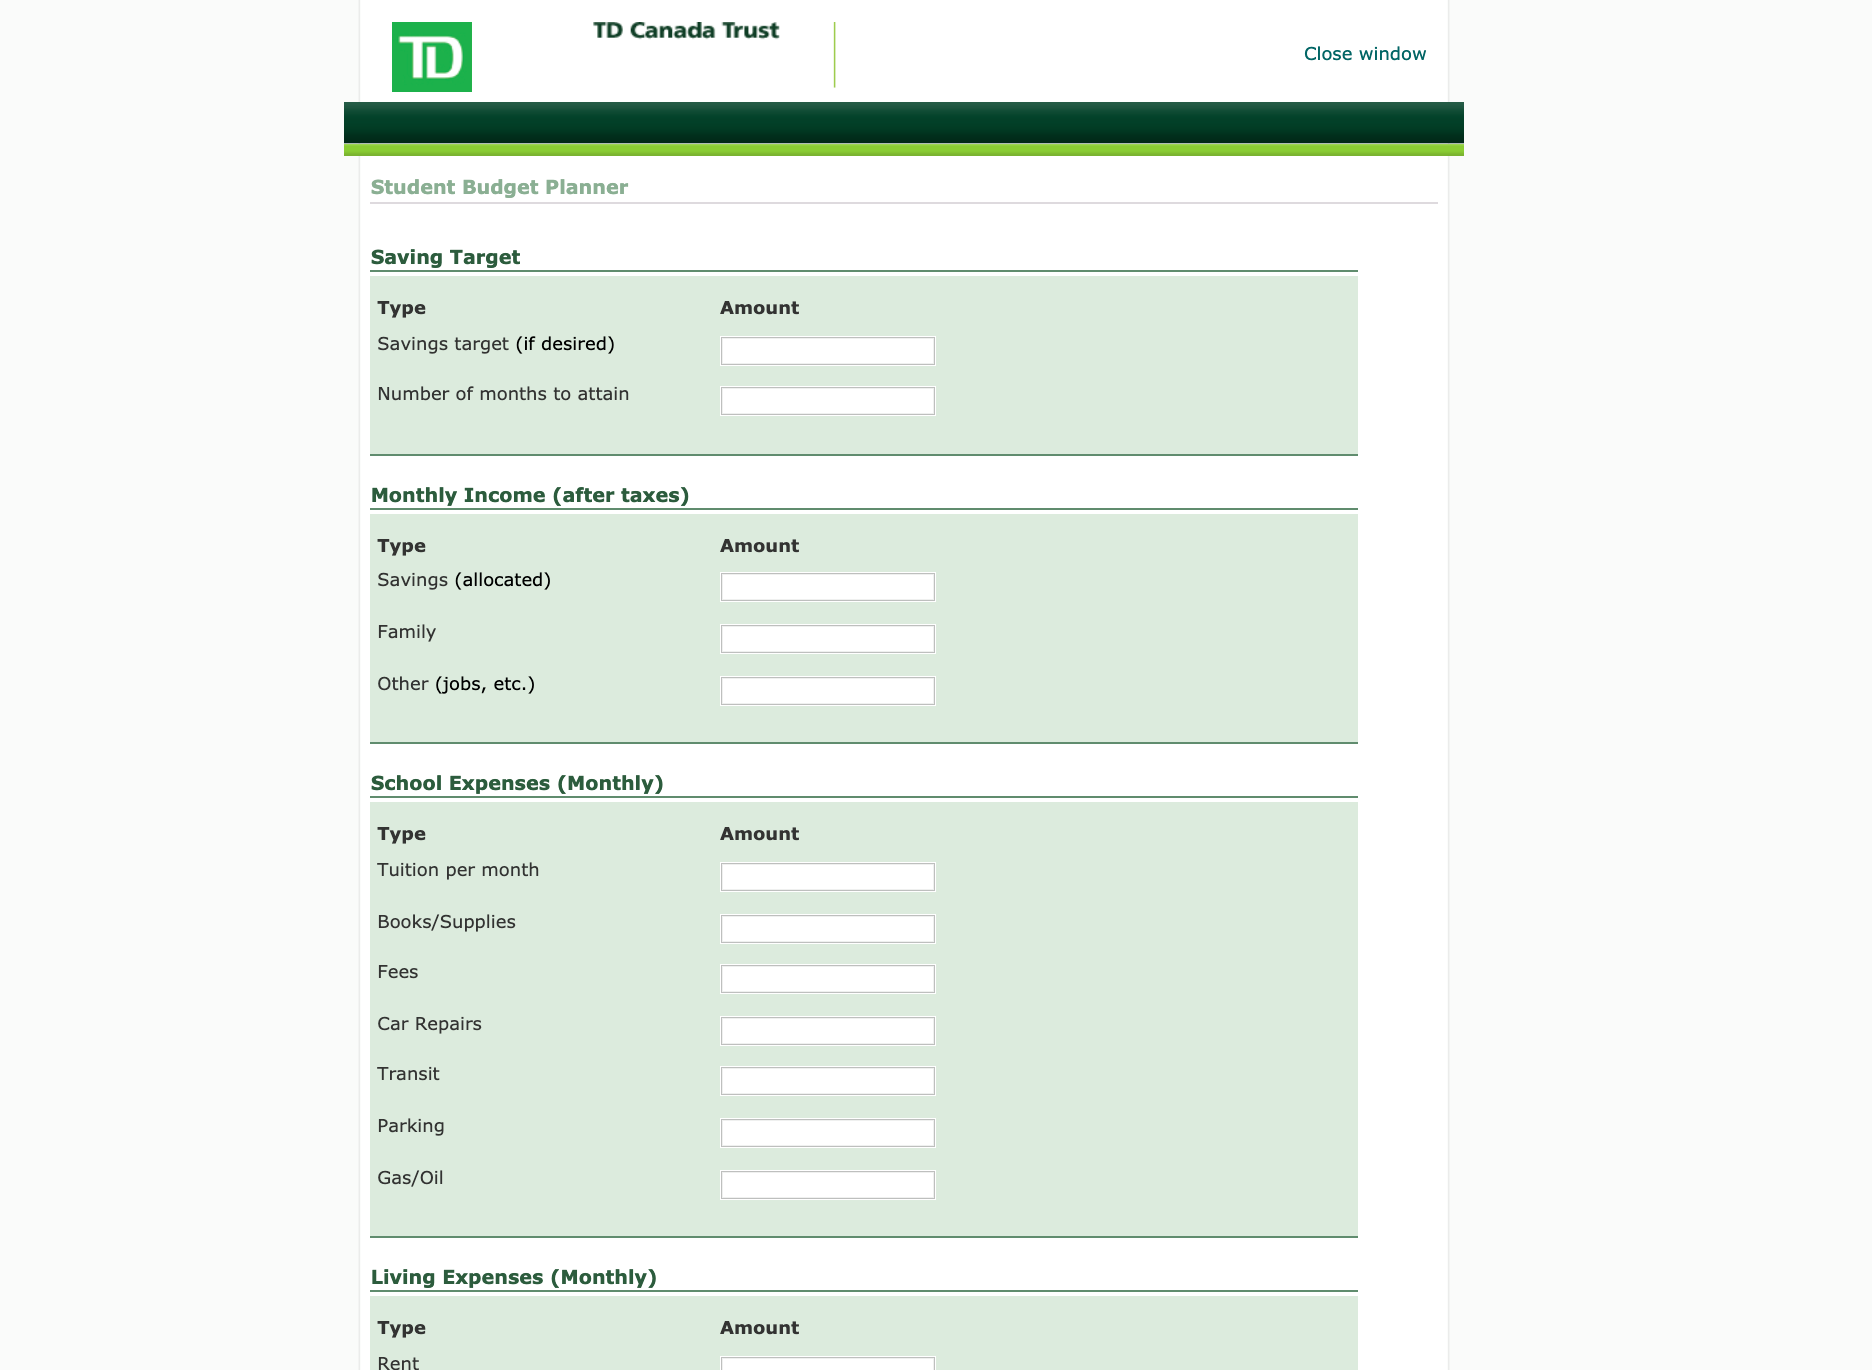 TD
TD Canada Trust
Close window
Student Budget Planner
Saving Target
Type Amount
Savings target (if desired)
Number of months to attain
Monthly Income (after taxes)
Type Amount
Savings (allocated)
Family
Other (jobs, etc.)
School Expenses (Monthly)
Type Amount
Tuition per month
Books/Supplies
Fees
Car Repairs
Transit
Parking
Gas/Oil
Living Expenses (Monthly)
Type Amount
Rent